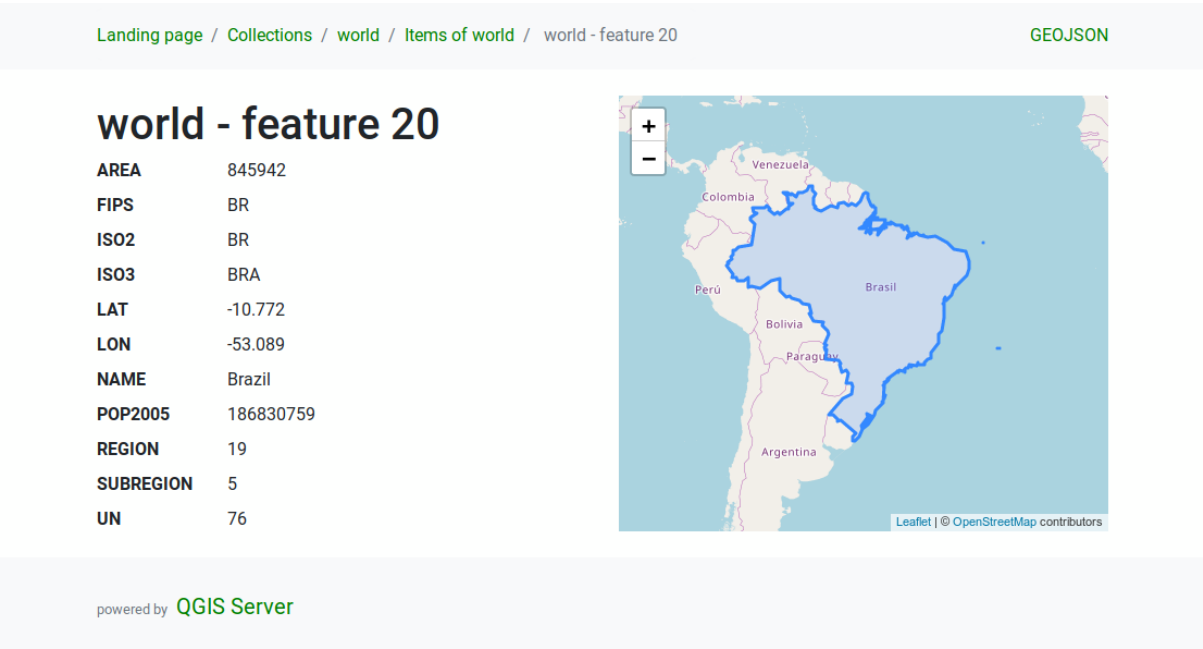 Landing page / Collections / world / Items of world / world - feature 20
GEOJSON
world - feature 20
AREA 845942
FIPS BR
ISO2 BR
ISO3 BRA
LAT -10.772
LON -53.089
NAME Brazil
POP2005 186830759
REGION 19
SUBREGION 5
UN 76
+
−
Venezuela
Colombia
Brasil
Perú
Bolivia
Paraguay
Argentina
Leaflet | © OpenStreetMap contributors
powered by QGIS Server